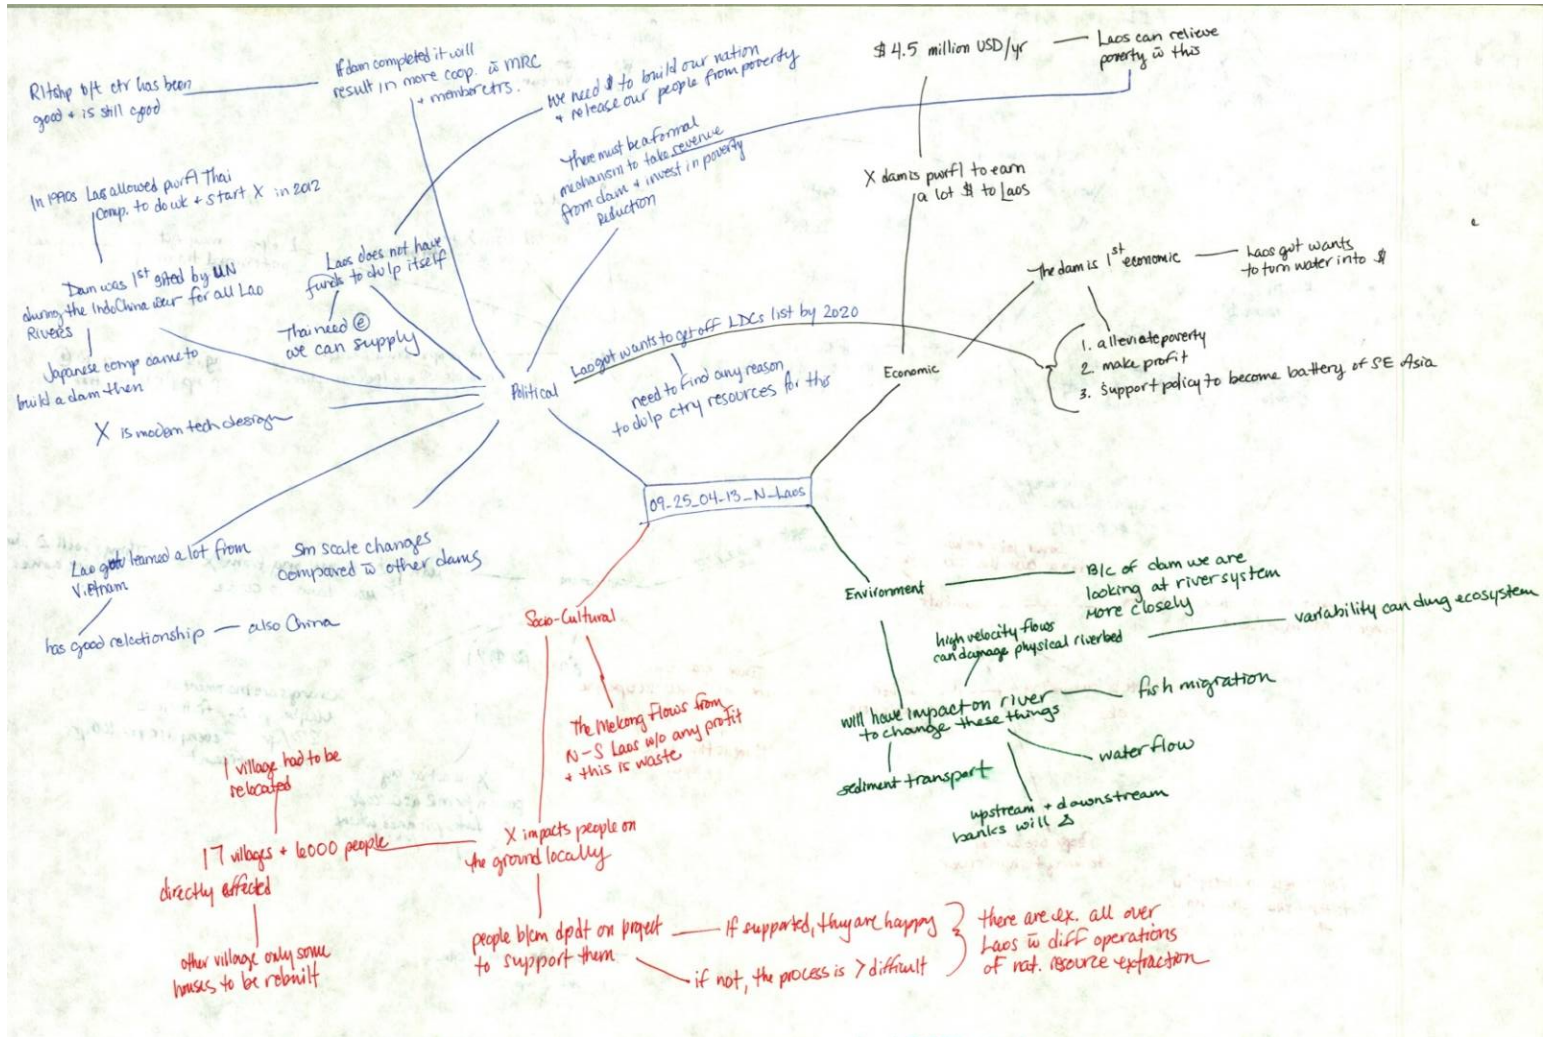 $4.5 million USD/yr
Laos can relieve
poverty w̄ this
If dam completed it will
result in more coop. w̄ MRC
+ member ctrs.
Rltshp b/t ctr has been
good + is still good
We need $ to build our nation
+ release our people from poverty
There must be a formal
mechanism to take revenue
from dam + invest in poverty
reduction
X dam is pwrfl to earn
a lot $ to Laos
In 1990s Laos allowed pwrfl Thai
comp. to do wk + start X in 2012
Laos does not have
funds to dvlp itself
The dam is 1st economic
Laos gvt wants
to turn water into $
Dam was 1st by UN
during the IndoChina war for all Lao
Rivers
Thai need ⓔ
we can supply
Lao gvt wants to get off LDCs list by 2020
need to find any reason
to dvlp ctry resources for this
1. alleviate poverty
2. make profit
3. support policy to become battery of SE Asia
Japanese comp came to
build a dam then
Political
Economic
X is modern tech design
09_25_04-13_N_Laos
Lao gvt learned a lot from
Vietnam
Sm scale changes
compared w̄ other dams
has good relationship — also China
Socio-Cultural
Environment
B/c of dam we are
looking at river system
more closely
high velocity flows
can damage physical riverbed
variability can dmg ecosystem
The Mekong flows from
N-S Laos w/o any profit
+ this is waste
will have impact on river
to change these things
fish migration
water flow
sediment transport
upstream + downstream
banks will Δ
1 village had to be
relocated
X impacts people on
the ground locally
17 villages + people
directly affected
other village only some
houses to be rebuilt
people bcm dpdt on project
to support them
If supported, they are happy
if not, the process is > difficult
there are ex. all over
Laos w̄ diff operations
of nat. resource extraction